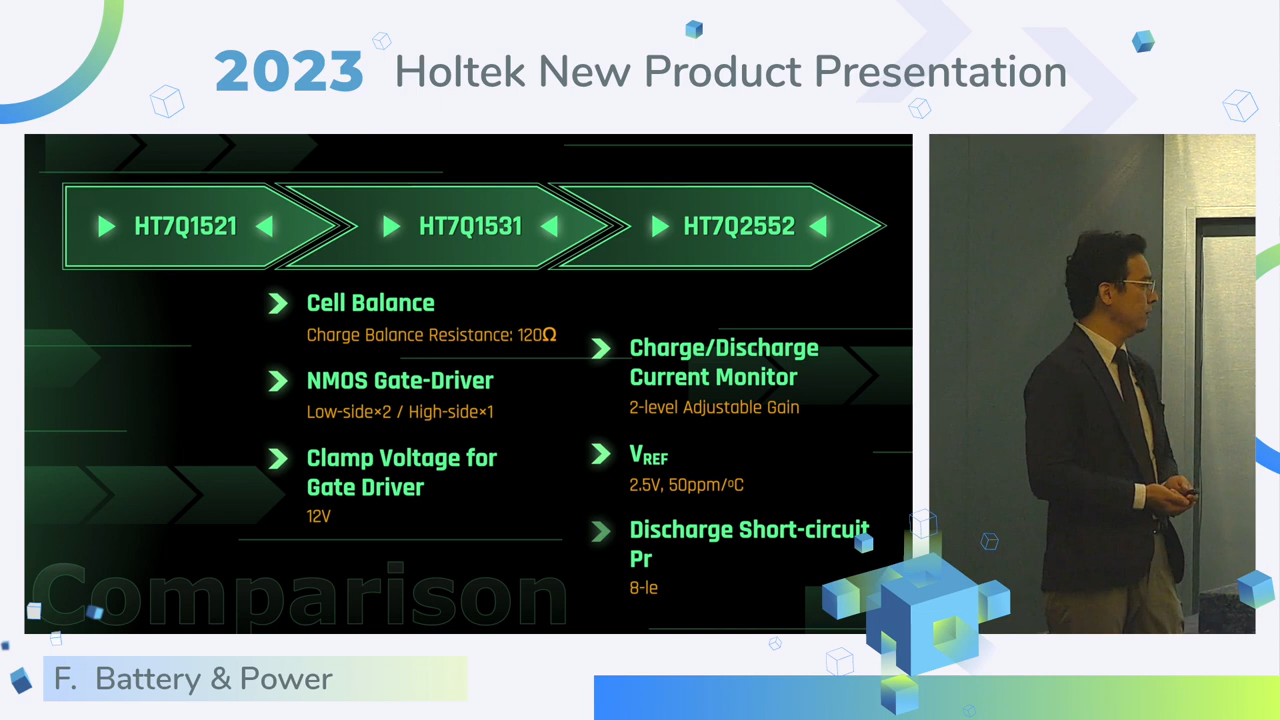 2023 Holtek New Product Presentation
HT7Q1521
HT7Q1531
HT7Q2552
Cell Balance
Charge Balance Resistance: 120Ω
NMOS Gate-Driver
Low-side×2 / High-side×1
Clamp Voltage for
Gate Driver
12V
Charge/Discharge
Current Monitor
2-level Adjustable Gain
VREF
2.5V, 50ppm/ºC
Discharge Short-circuit
Pr
8-le
Comparison
F. Battery & Power